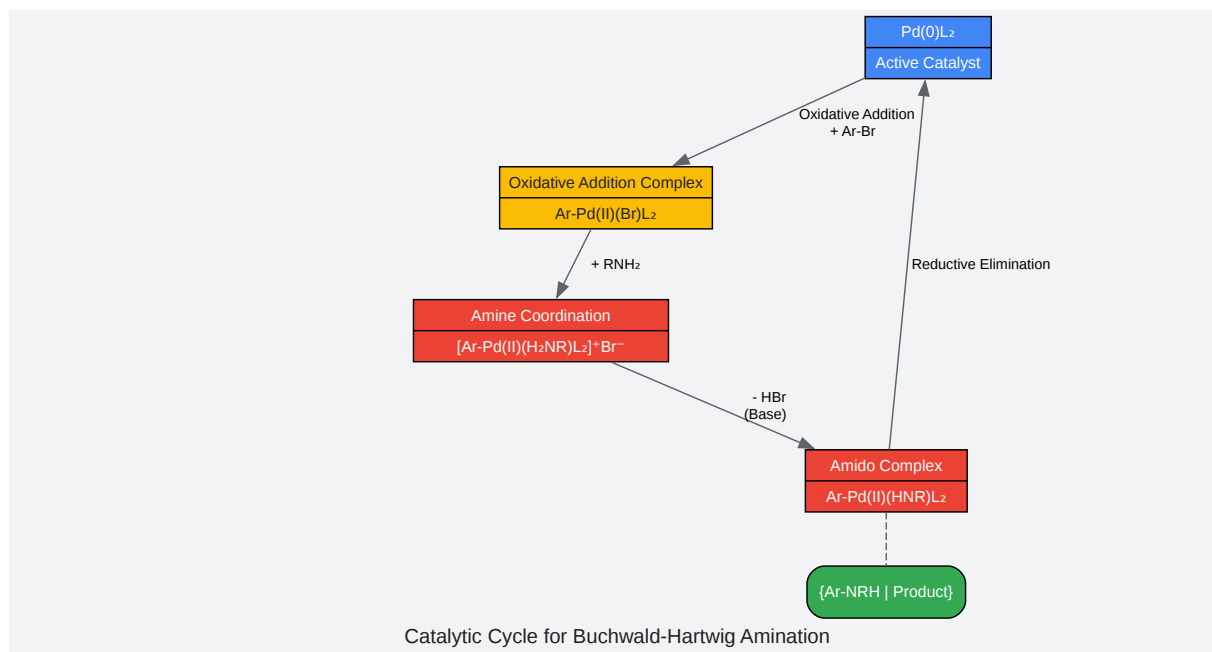 Pd(0)L₂
Active Catalyst
Oxidative Addition
+ Ar-Br
Oxidative Addition Complex
Ar-Pd(II)(Br)L₂
+ RNH₂
Reductive Elimination
Amine Coordination
[Ar-Pd(II)(H₂NR)L₂]⁺Br⁻
- HBr
(Base)
Amido Complex
Ar-Pd(II)(HNR)L₂
{Ar-NRH | Product}
Catalytic Cycle for Buchwald-Hartwig Amination